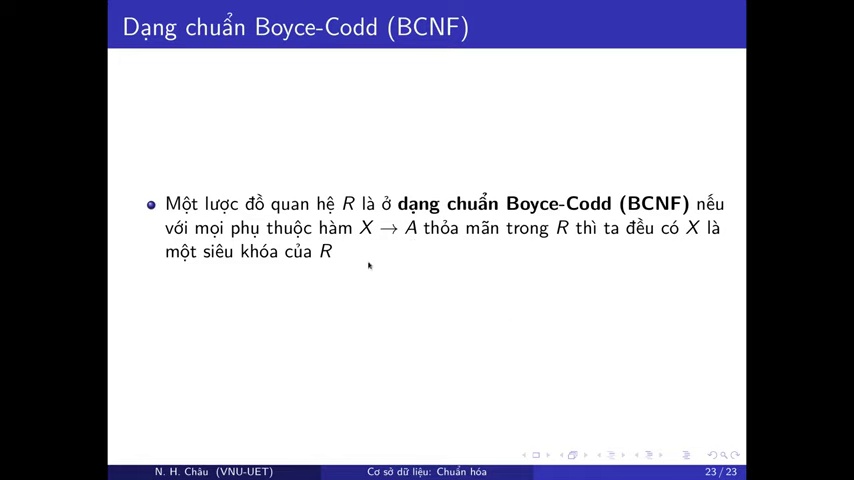 Dạng chuẩn Boyce-Codd (BCNF)
Một lược đồ quan hệ R là ở dạng chuẩn Boyce-Codd (BCNF) nếu
với mọi phụ thuộc hàm X → A thỏa mãn trong R thì ta đều có X là
một siêu khóa của R
N. H. Châu (VNU-UET)
Cơ sở dữ liệu: Chuẩn hóa
23 / 23